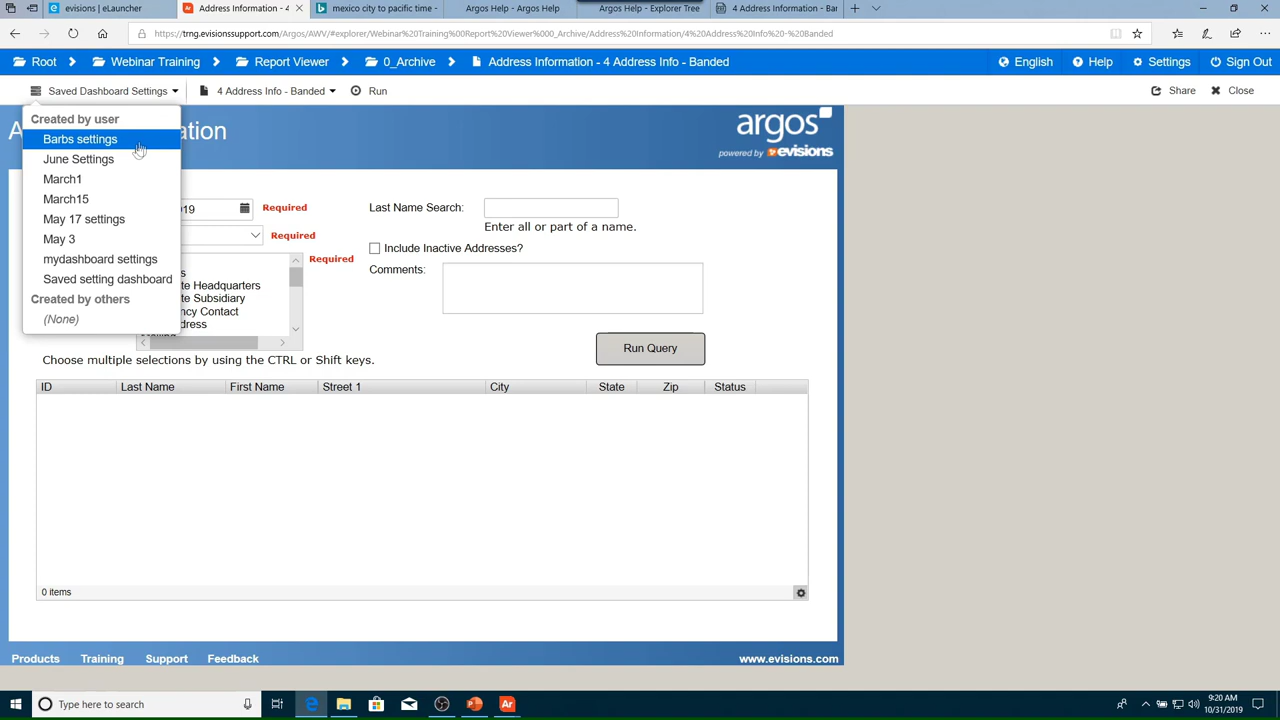 evisions | eLauncher
Address Information - 4
mexico city to pacific time -
Argos Help - Argos Help
Argos Help - Explorer Tree
4 Address Information - Ban
https://trng.evisionssupport.com/Argos/AWV/#explorer/Webinar%20Training%00Report%20Viewer%000_Archive/Address%20Information/4%20Address%20Info%20-%20Banded
Root
Webinar Training
Report Viewer
0_Archive
Address Information - 4 Address Info - Banded
English
Help
Settings
Sign Out
Saved Dashboard Settings
4 Address Info - Banded
Run
Share
Close
Created by user
Barbs settings
June Settings
March1
March15
May 17 settings
May 3
mydashboard settings
Saved setting dashboard
Created by others
(None)
A
tion
argos
powered by evisions
19
Required
Required
Required
s
te Headquarters
te Subsidiary
ncy Contact
dress
Last Name Search:
Enter all or part of a name.
Include Inactive Addresses?
Comments:
Run Query
Choose multiple selections by using the CTRL or Shift keys.
ID Last Name First Name Street 1 City State Zip Status
0 items
Products Training Support Feedback
www.evisions.com
Type here to search
Ar
9:20 AM
10/31/2019